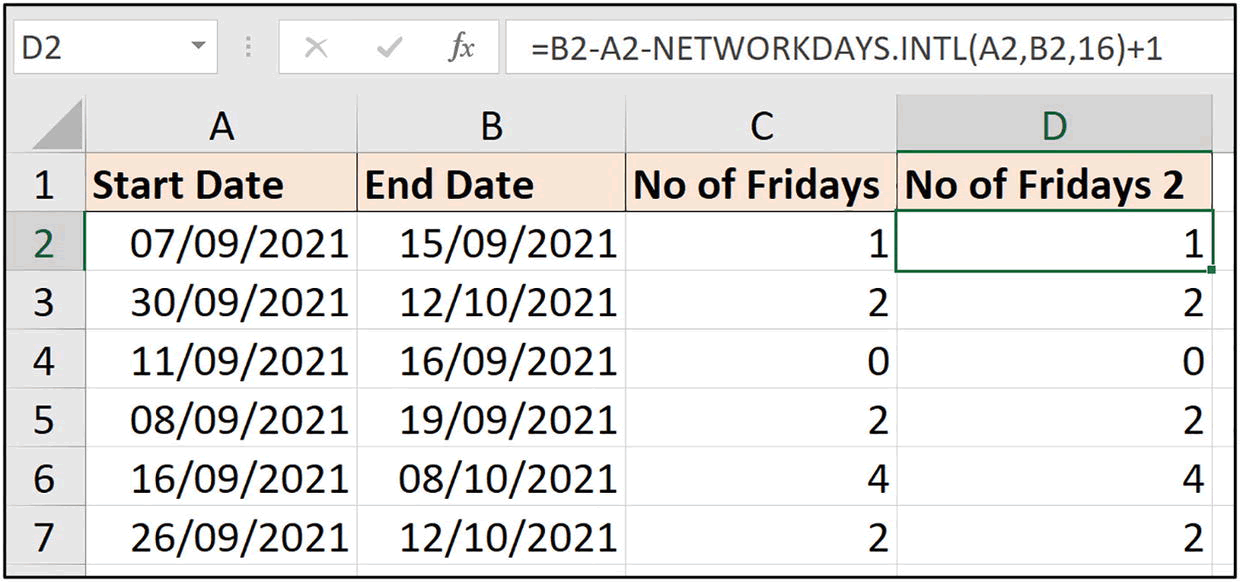 D2 fx =B2-A2-NETWORKDAYS.INTL(A2,B2,16)+1
A B C D
1 Start Date End Date No of Fridays No of Fridays 2
2 07/09/2021 15/09/2021 1 1
3 30/09/2021 12/10/2021 2 2
4 11/09/2021 16/09/2021 0 0
5 08/09/2021 19/09/2021 2 2
6 16/09/2021 08/10/2021 4 4
7 26/09/2021 12/10/2021 2 2